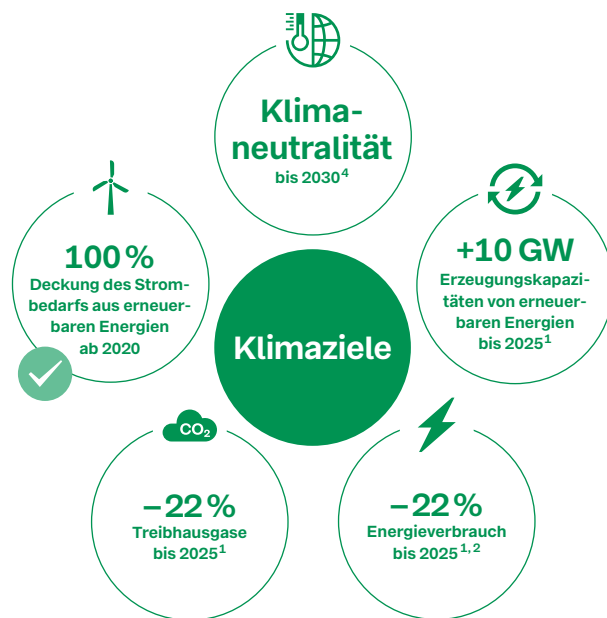 Klima-
neutralität
bis 2030⁴
100 %
Deckung des Strom-
bedarfs aus erneuer-
baren Energien
ab 2020
+10 GW
Erzeugungskapazi-
täten von erneuer-
baren Energien
bis 2025¹
Klimaziele
CO₂
–22 %
Treibhausgase
bis 2025¹
–22 %
Energieverbrauch
bis 2025¹,²